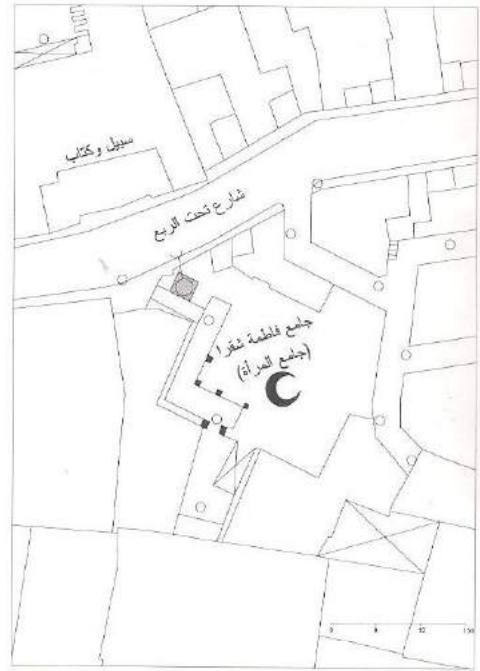 سبيل وكتاب
شارع تحت الربع
جامع فاطمة شقرا
(جامع المرأة)